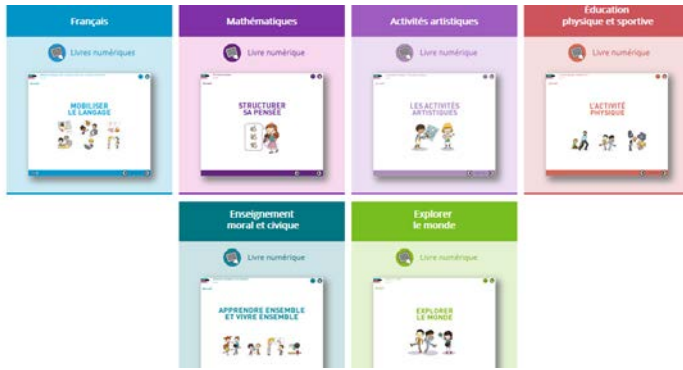 Français
Livres numériques
MOBILISER
LE LANGAGE
Mathématiques
Livre numérique
STRUCTURER
SA PENSÉE
Activités artistiques
Livre numérique
LES ACTIVITÉS
ARTISTIQUES
Éducation
physique et sportive
Livre numérique
L'ACTIVITÉ
PHYSIQUE
Enseignement
moral et civique
Livre numérique
APPRENDRE ENSEMBLE
ET VIVRE ENSEMBLE
Explorer
le monde
Livre numérique
EXPLORER
LE MONDE